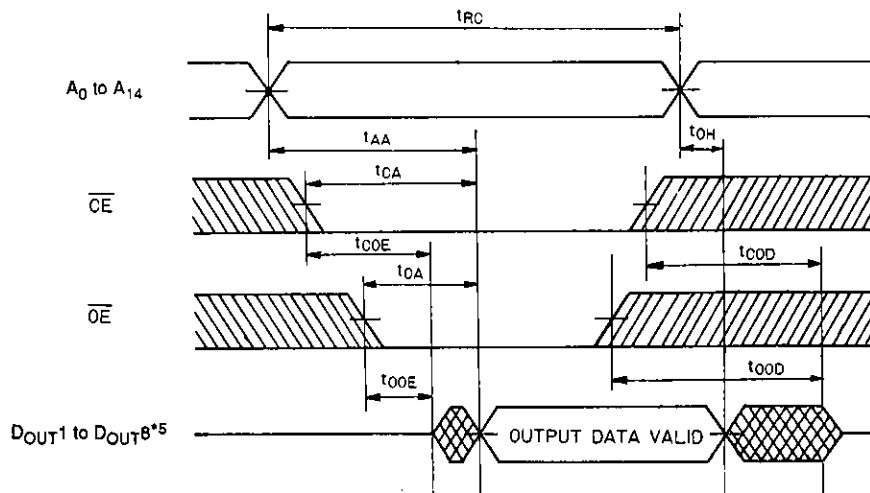 tRC
A0 to A14
tAA
tOH
tCA
CE
tCOE
tCOD
tOA
OE
tOOE
tOOD
DOUT1 to DOUT8*5
OUTPUT DATA VALID